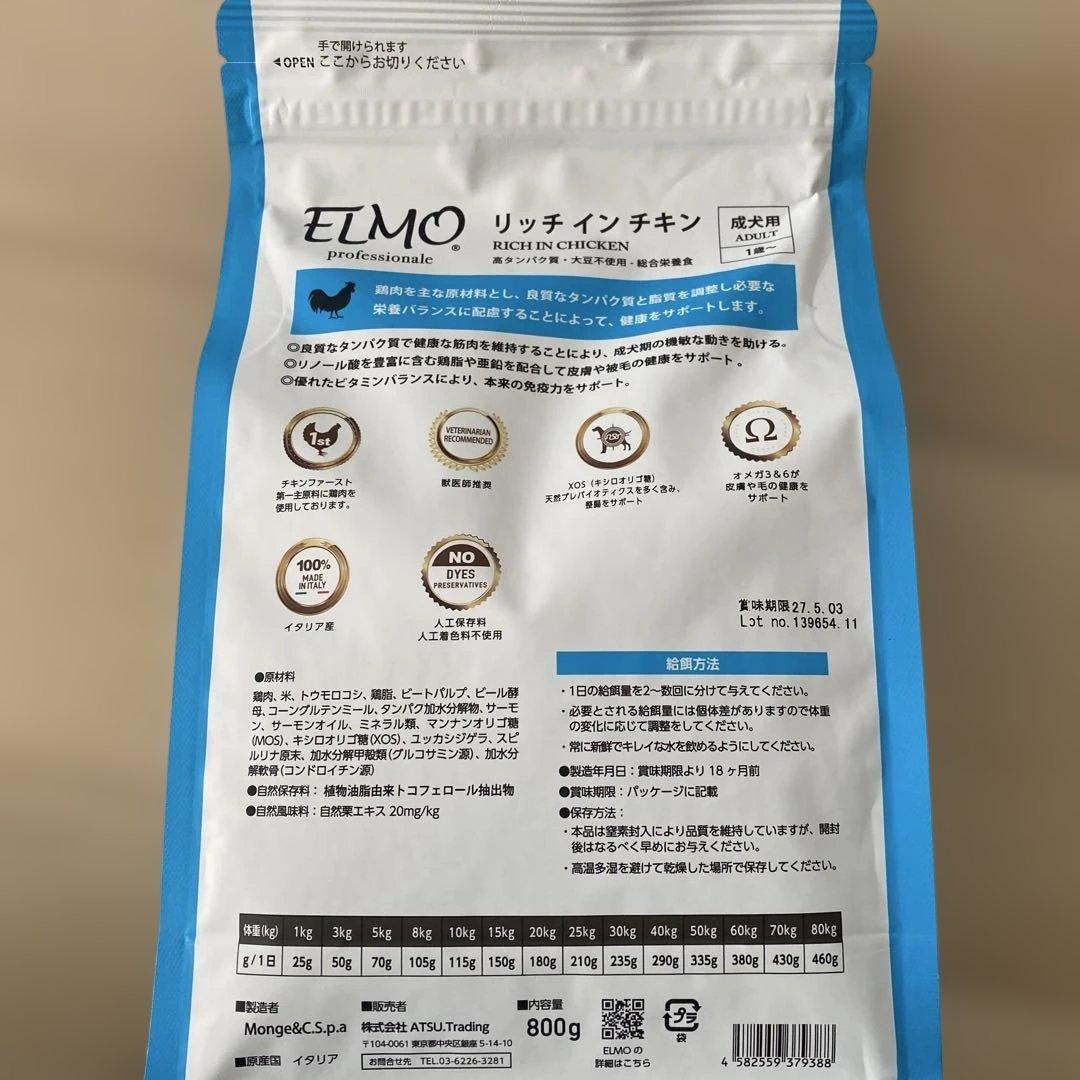 手で開けられます
◀OPEN ここからお切りください
ELMO®
professionale
リッチ イン チキン
RICH IN CHICKEN
高タンパク質・大豆不使用 - 総合栄養食
成犬用
ADULT
1歳〜
鶏肉を主な原材料とし、良質なタンパク質と脂質を調整し必要な
栄養バランスに配慮することによって、健康をサポートします。
◎良質なタンパク質で健康な筋肉を維持することにより、成犬期の機敏な動きを助ける。
◎リノール酸を豊富に含む鶏脂や亜鉛を配合して皮膚や被毛の健康をサポート。
◎優れたビタミンバランスにより、本来の免疫力をサポート。
1st
チキンファースト
第一主原料に鶏肉を
使用しております。
VETERINARIAN
RECOMMENDED
獣医師推奨
XOS（キシロオリゴ糖）
天然プレバイオティクスを多く含み、
整腸をサポート
Ω
オメガ3＆6が
皮膚や毛の健康を
サポート
100%
MADE
IN ITALY
イタリア産
NO
DYES
PRESERVATIVES
人工保存料
人工着色料不使用
賞味期限27.5.03
Lot no.139654.11
●原材料
鶏肉、米、トウモロコシ、鶏脂、ビートパルプ、ビール酵
母、コーングルテンミール、タンパク加水分解物、サーモ
ン、サーモンオイル、ミネラル類、マンナンオリゴ糖
(MOS)、キシロオリゴ糖(XOS)、ユッカシジゲラ、スピ
ルリナ原末、加水分解甲殻類(グルコサミン源)、加水分
解軟骨(コンドロイチン源)
●自然保存料：植物油脂由来トコフェロール抽出物
●自然風味料：自然栗エキス 20mg/kg
給餌方法
・1日の給餌量を2〜数回に分けて与えてください。
・必要とされる給餌量には個体差がありますので体重
の変化に応じて調整をしてください。
・常に新鮮でキレイな水を飲めるようにしてください。
●製造年月日：賞味期限より 18 ヶ月前
●賞味期限：パッケージに記載
●保存方法：
・本品は窒素封入により品質を維持していますが、開封
後はなるべく早めにお与えください。
・高温多湿を避けて乾燥した場所で保存してください。
体重(kg) 1kg 3kg 5kg 8kg 10kg 15kg 20kg 25kg 30kg 40kg 50kg 60kg 70kg 80kg
g/1日 25g 50g 70g 105g 115g 150g 180g 210g 235g 290g 335g 380g 430g 460g
■製造者
Monge&C.S.p.a
■原産国 イタリア
■販売者
株式会社 ATSU.Trading
〒104-0061 東京都中央区銀座 5-14-10
お問合せ先 TEL.03-6226-3281
■内容量
800g
ELMO の
詳細はこちら
プラ
袋
4 582559 379388